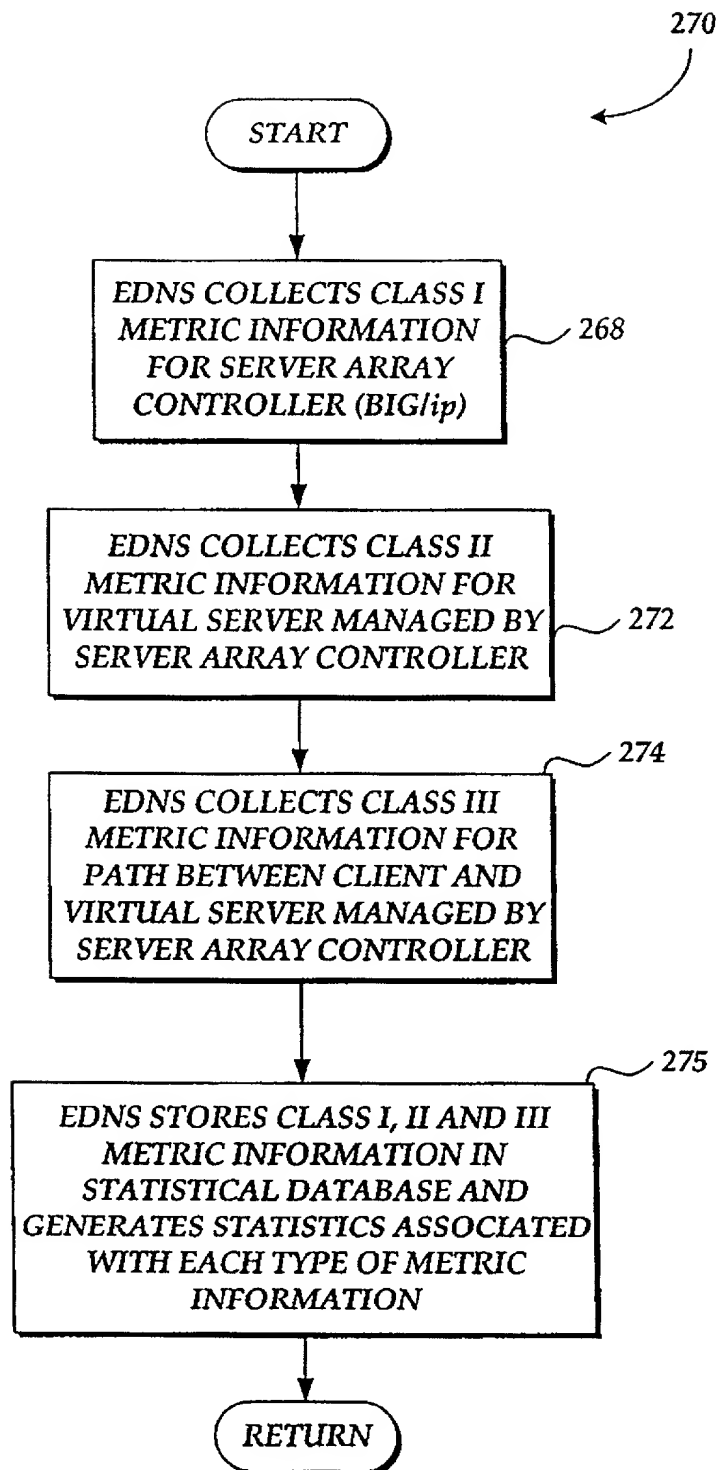 270
START
EDNS COLLECTS CLASS I
METRIC INFORMATION
FOR SERVER ARRAY
CONTROLLER (BIG/ip)
268
EDNS COLLECTS CLASS II
METRIC INFORMATION FOR
VIRTUAL SERVER MANAGED BY
SERVER ARRAY CONTROLLER
272
274
EDNS COLLECTS CLASS III
METRIC INFORMATION FOR
PATH BETWEEN CLIENT AND
VIRTUAL SERVER MANAGED BY
SERVER ARRAY CONTROLLER
275
EDNS STORES CLASS I, II AND III
METRIC INFORMATION IN
STATISTICAL DATABASE AND
GENERATES STATISTICS ASSOCIATED
WITH EACH TYPE OF METRIC
INFORMATION
RETURN